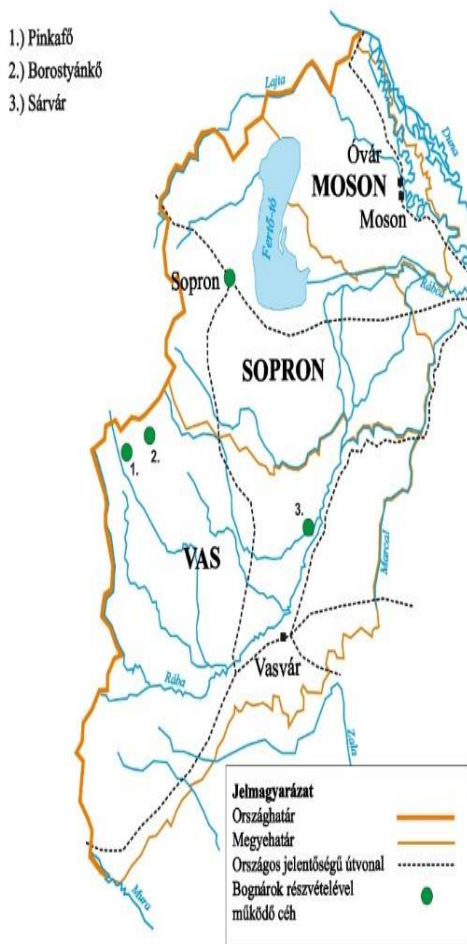 1.) Pinkafő
2.) Borostyánkő
3.) Sárvár
Lajta
Duna
Óvár
MOSON
Moson
Fertő-tó
Sopron
Rábca
SOPRON
1.
2.
3.
VAS
Marcal
Rába
Vasvár
Zala
Mura
Jelmagyarázat
Országhatár
Megyehatár
Országos jelentőségű útvonal
Bognárok részvételével
működő céh